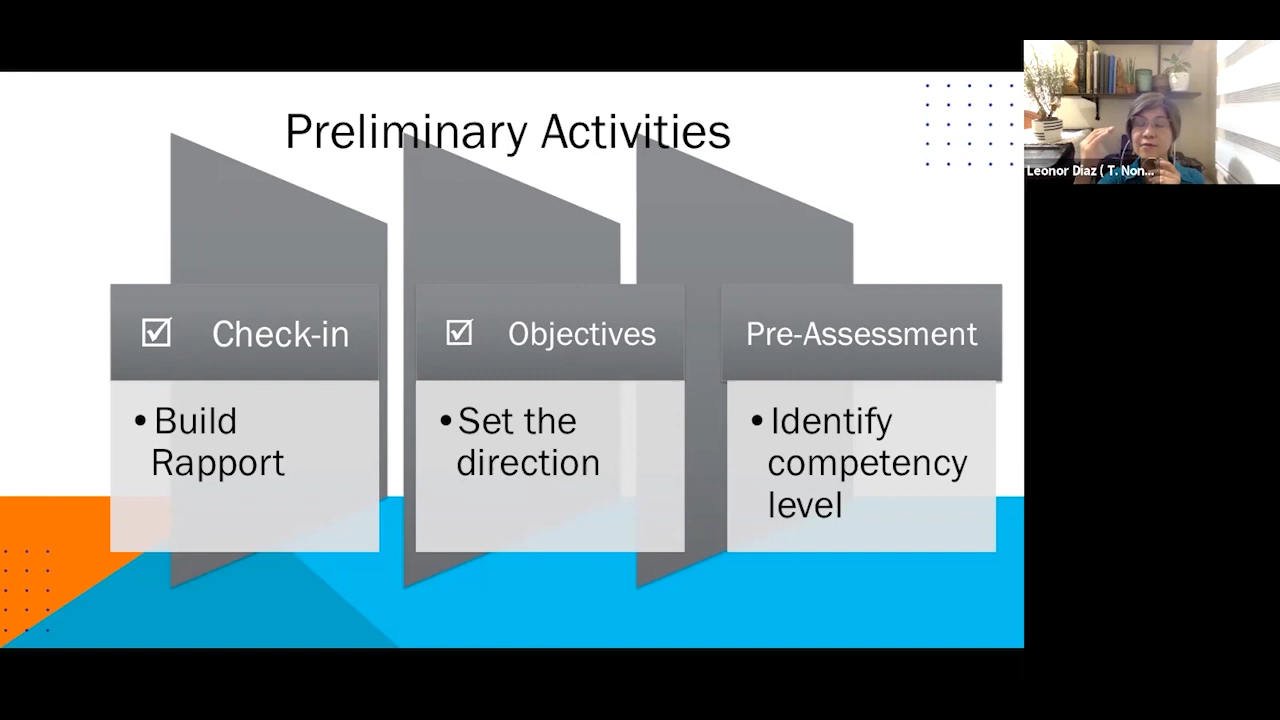 Preliminary Activities
Leonor Diaz ( T. Non...
☑ Check-in
☑ Objectives
Pre-Assessment
•Build
Rapport
•Set the
direction
•Identify
competency
level